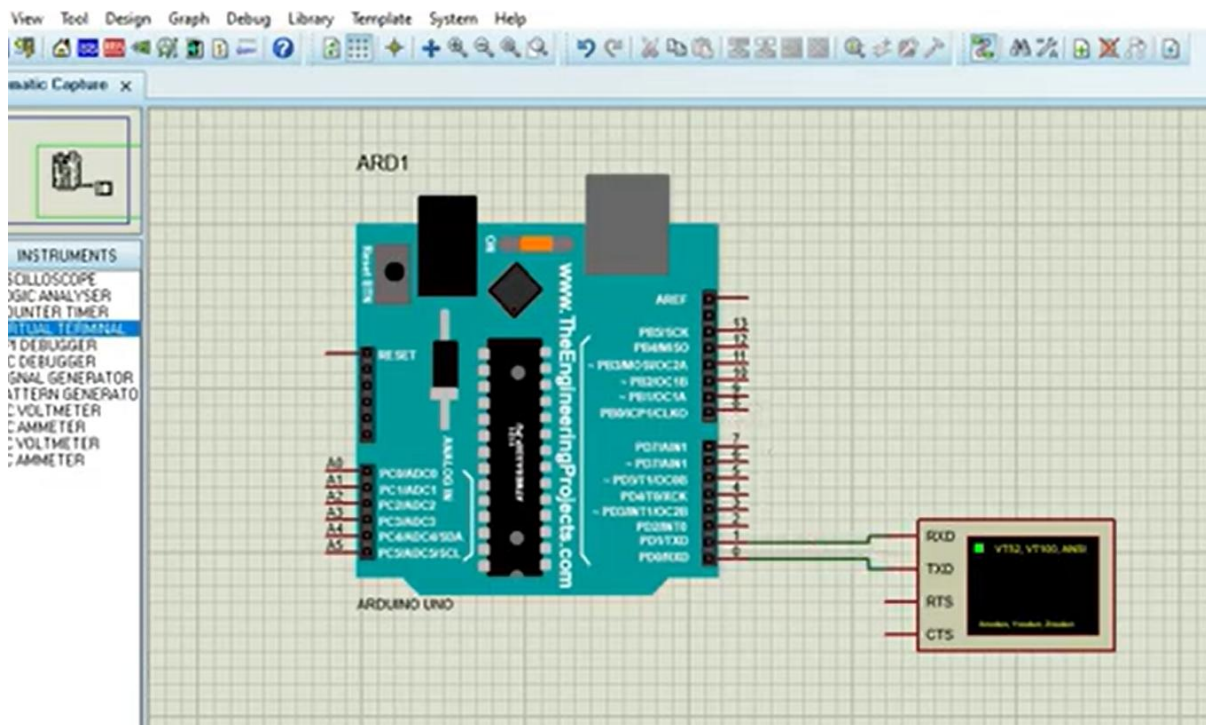 View Tool Design Graph Debug Library Template System Help
matic Capture x
INSTRUMENTS
SCILLOSCOPE
OGIC ANALYSER
OUNTER TIMER
RTUAL TERMINAL
PI DEBUGGER
C DEBUGGER
GNAL GENERATOR
ATTERN GENERATO
C VOLTMETER
C AMMETER
C VOLTMETER
C AMMETER
ARD1
Reset BTN
ON
www.TheEngineeringProjects.com
RESET
ANALOG IN
A0 PC0/ADC0
A1 PC1/ADC1
A2 PC2/ADC2
A3 PC3/ADC3
A4 PC4/ADC4/SDA
A5 PC5/ADC5/SCL
AREF
PB5/SCK 13
PB4/MISO 12
~ PB3/MOSI/OC2A 11
~ PB2/OC1B 10
~ PB1/OC1A 9
PB0/ICP1/CLKO 8
PD7/AIN1 7
~ PD7/AIN1 6
~ PD5/T1/OC0B 5
PD4/T0/XCK 4
~ PD3/INT1/OC2B 3
PD2/INT0 2
PD1/TXD 1
PD0/RXD 0
ARDUINO UNO
RXD
TXD
RTS
CTS
VT52, VT100, ANSI